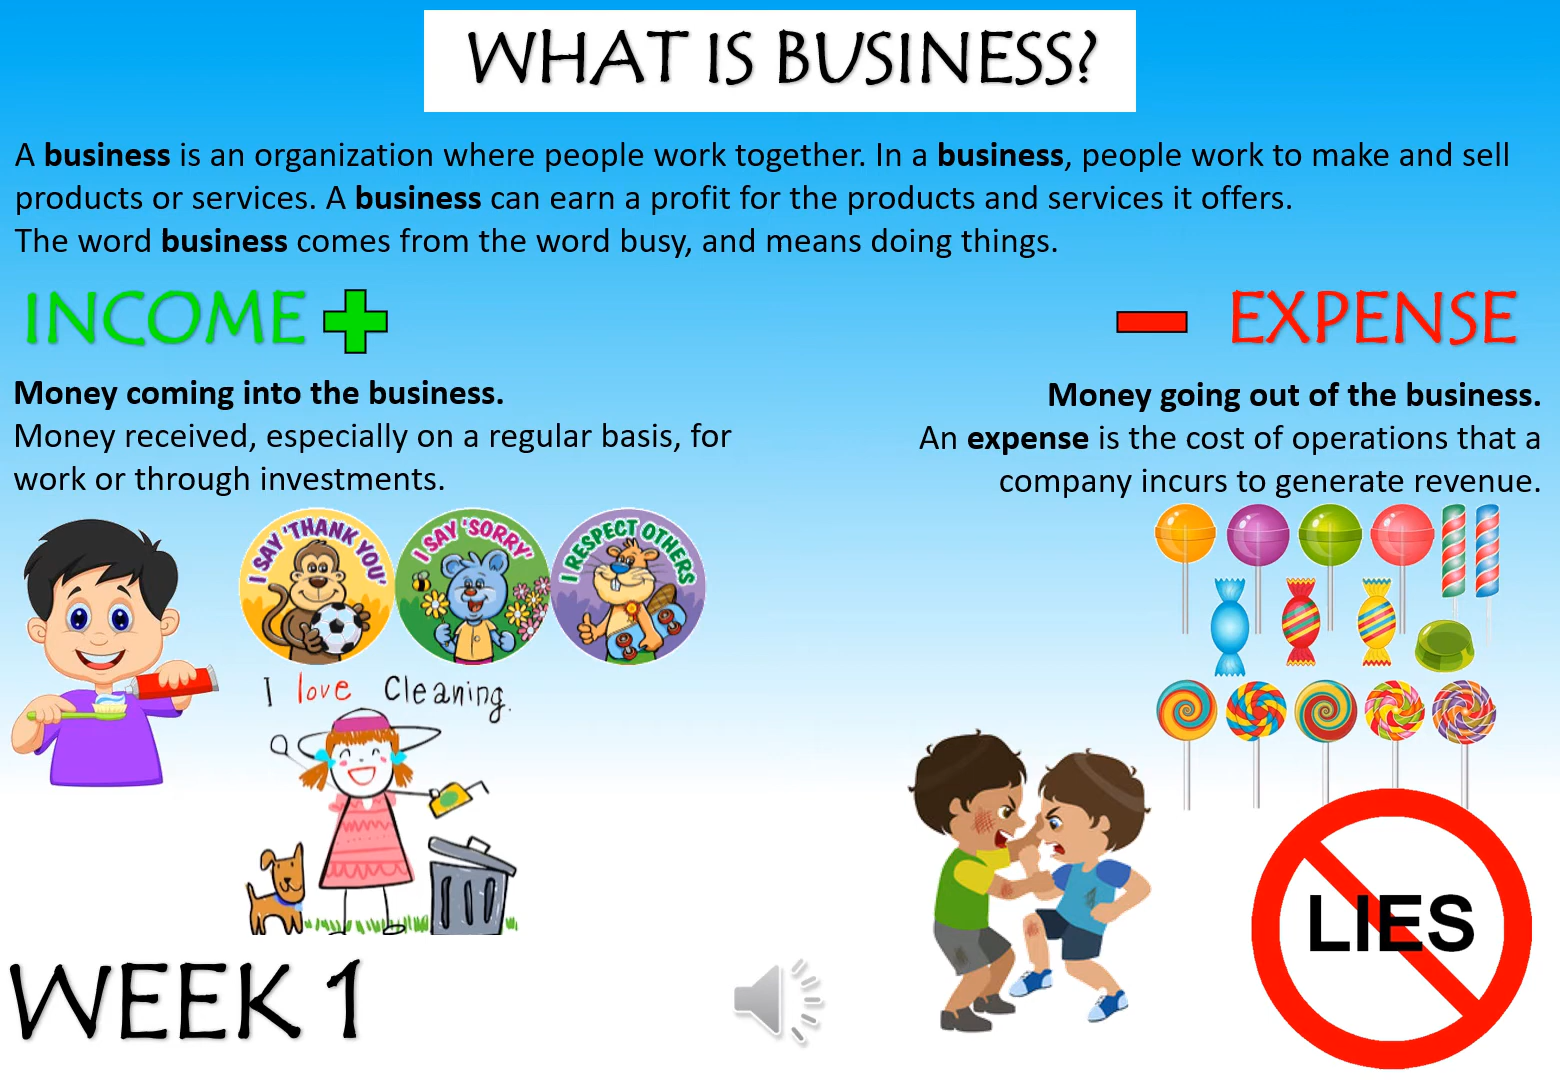 WHAT IS BUSINESS?
A business is an organization where people work together. In a business, people work to make and sell
products or services. A business can earn a profit for the products and services it offers.
The word business comes from the word busy, and means doing things.
INCOME
Money coming into the business.
Money received, especially on a regular basis, for
work or through investments.
EXPENSE
Money going out of the business.
An expense is the cost of operations that a
company incurs to generate revenue.
I SAY 'THANK YOU'
I SAY 'SORRY'
I RESPECT OTHERS
I love Cleaning.
LIES
WEEK 1